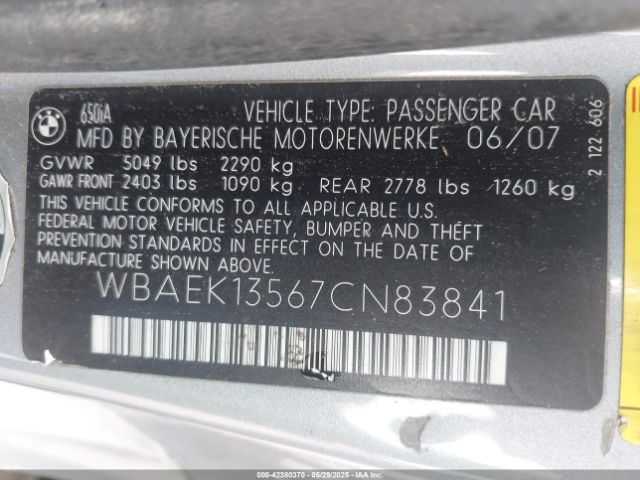 BMW
650iA
VEHICLE TYPE: PASSENGER CAR
MFD BY BAYERISCHE MOTORENWERKE 06/07
GVWR 5049 lbs 2290 kg
GAWR FRONT 2403 lbs 1090 kg REAR 2778 lbs 1260 kg
THIS VEHICLE CONFORMS TO ALL APPLICABLE U.S.
FEDERAL MOTOR VEHICLE SAFETY, BUMPER AND THEFT
PREVENTION STANDARDS IN EFFECT ON THE DATE OF
MANUFACTURE SHOWN ABOVE.
WBAEK13567CN83841
2 122 606
000-42380370 - 05/29/2025 - IAAI.COM